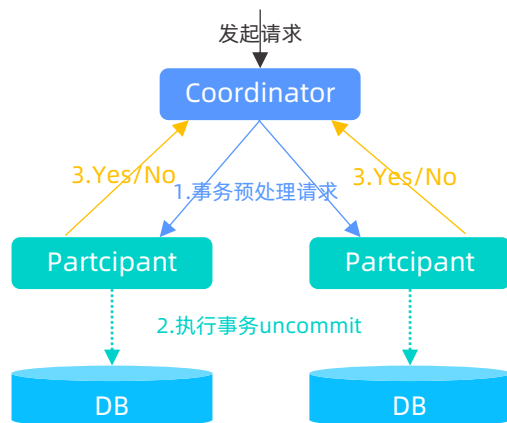 发起请求
Coordinator
3.Yes/No
1.事务预处理请求
3.Yes/No
Partcipant
Partcipant
2.执行事务uncommit
DB
DB